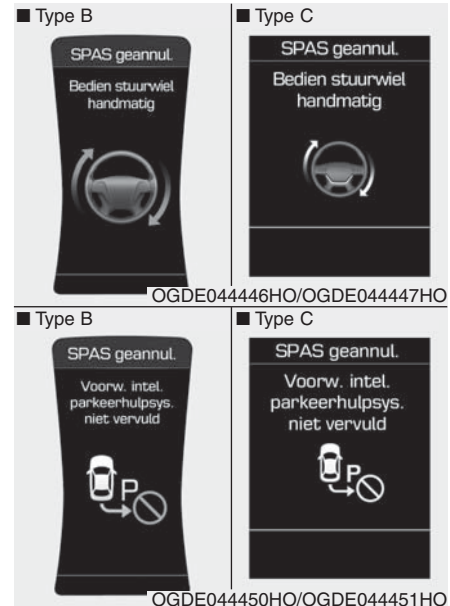 ■ Type B
SPAS geannul.
Bedien stuurwiel
handmatig
■ Type C
SPAS geannul.
Bedien stuurwiel
handmatig
OGDE044446HO/OGDE044447HO
■ Type B
SPAS geannul.
Voorw. intel.
parkeerhulpsys.
niet vervuld
P
■ Type C
SPAS geannul.
Voorw. intel.
parkeerhulpsys.
niet vervuld
P
OGDE044450HO/OGDE044451HO